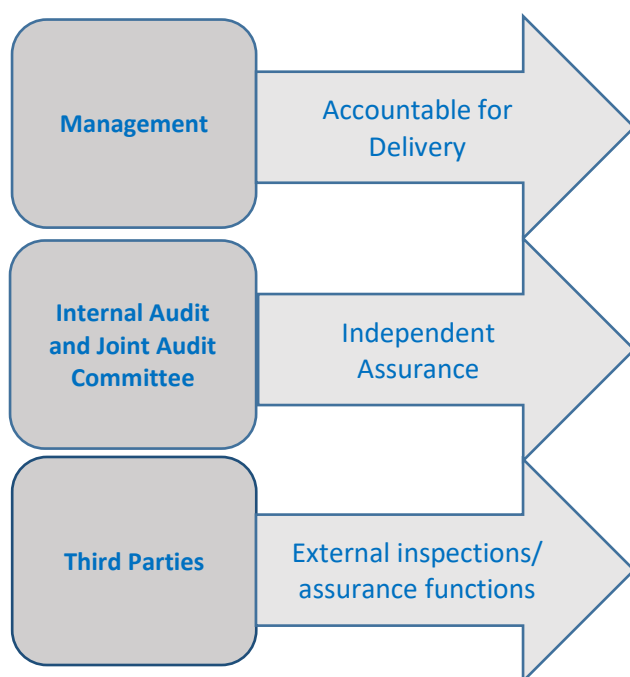 Management
Accountable for
Delivery
Internal Audit
and Joint Audit
Committee
Independent
Assurance
Third Parties
External inspections/
assurance functions